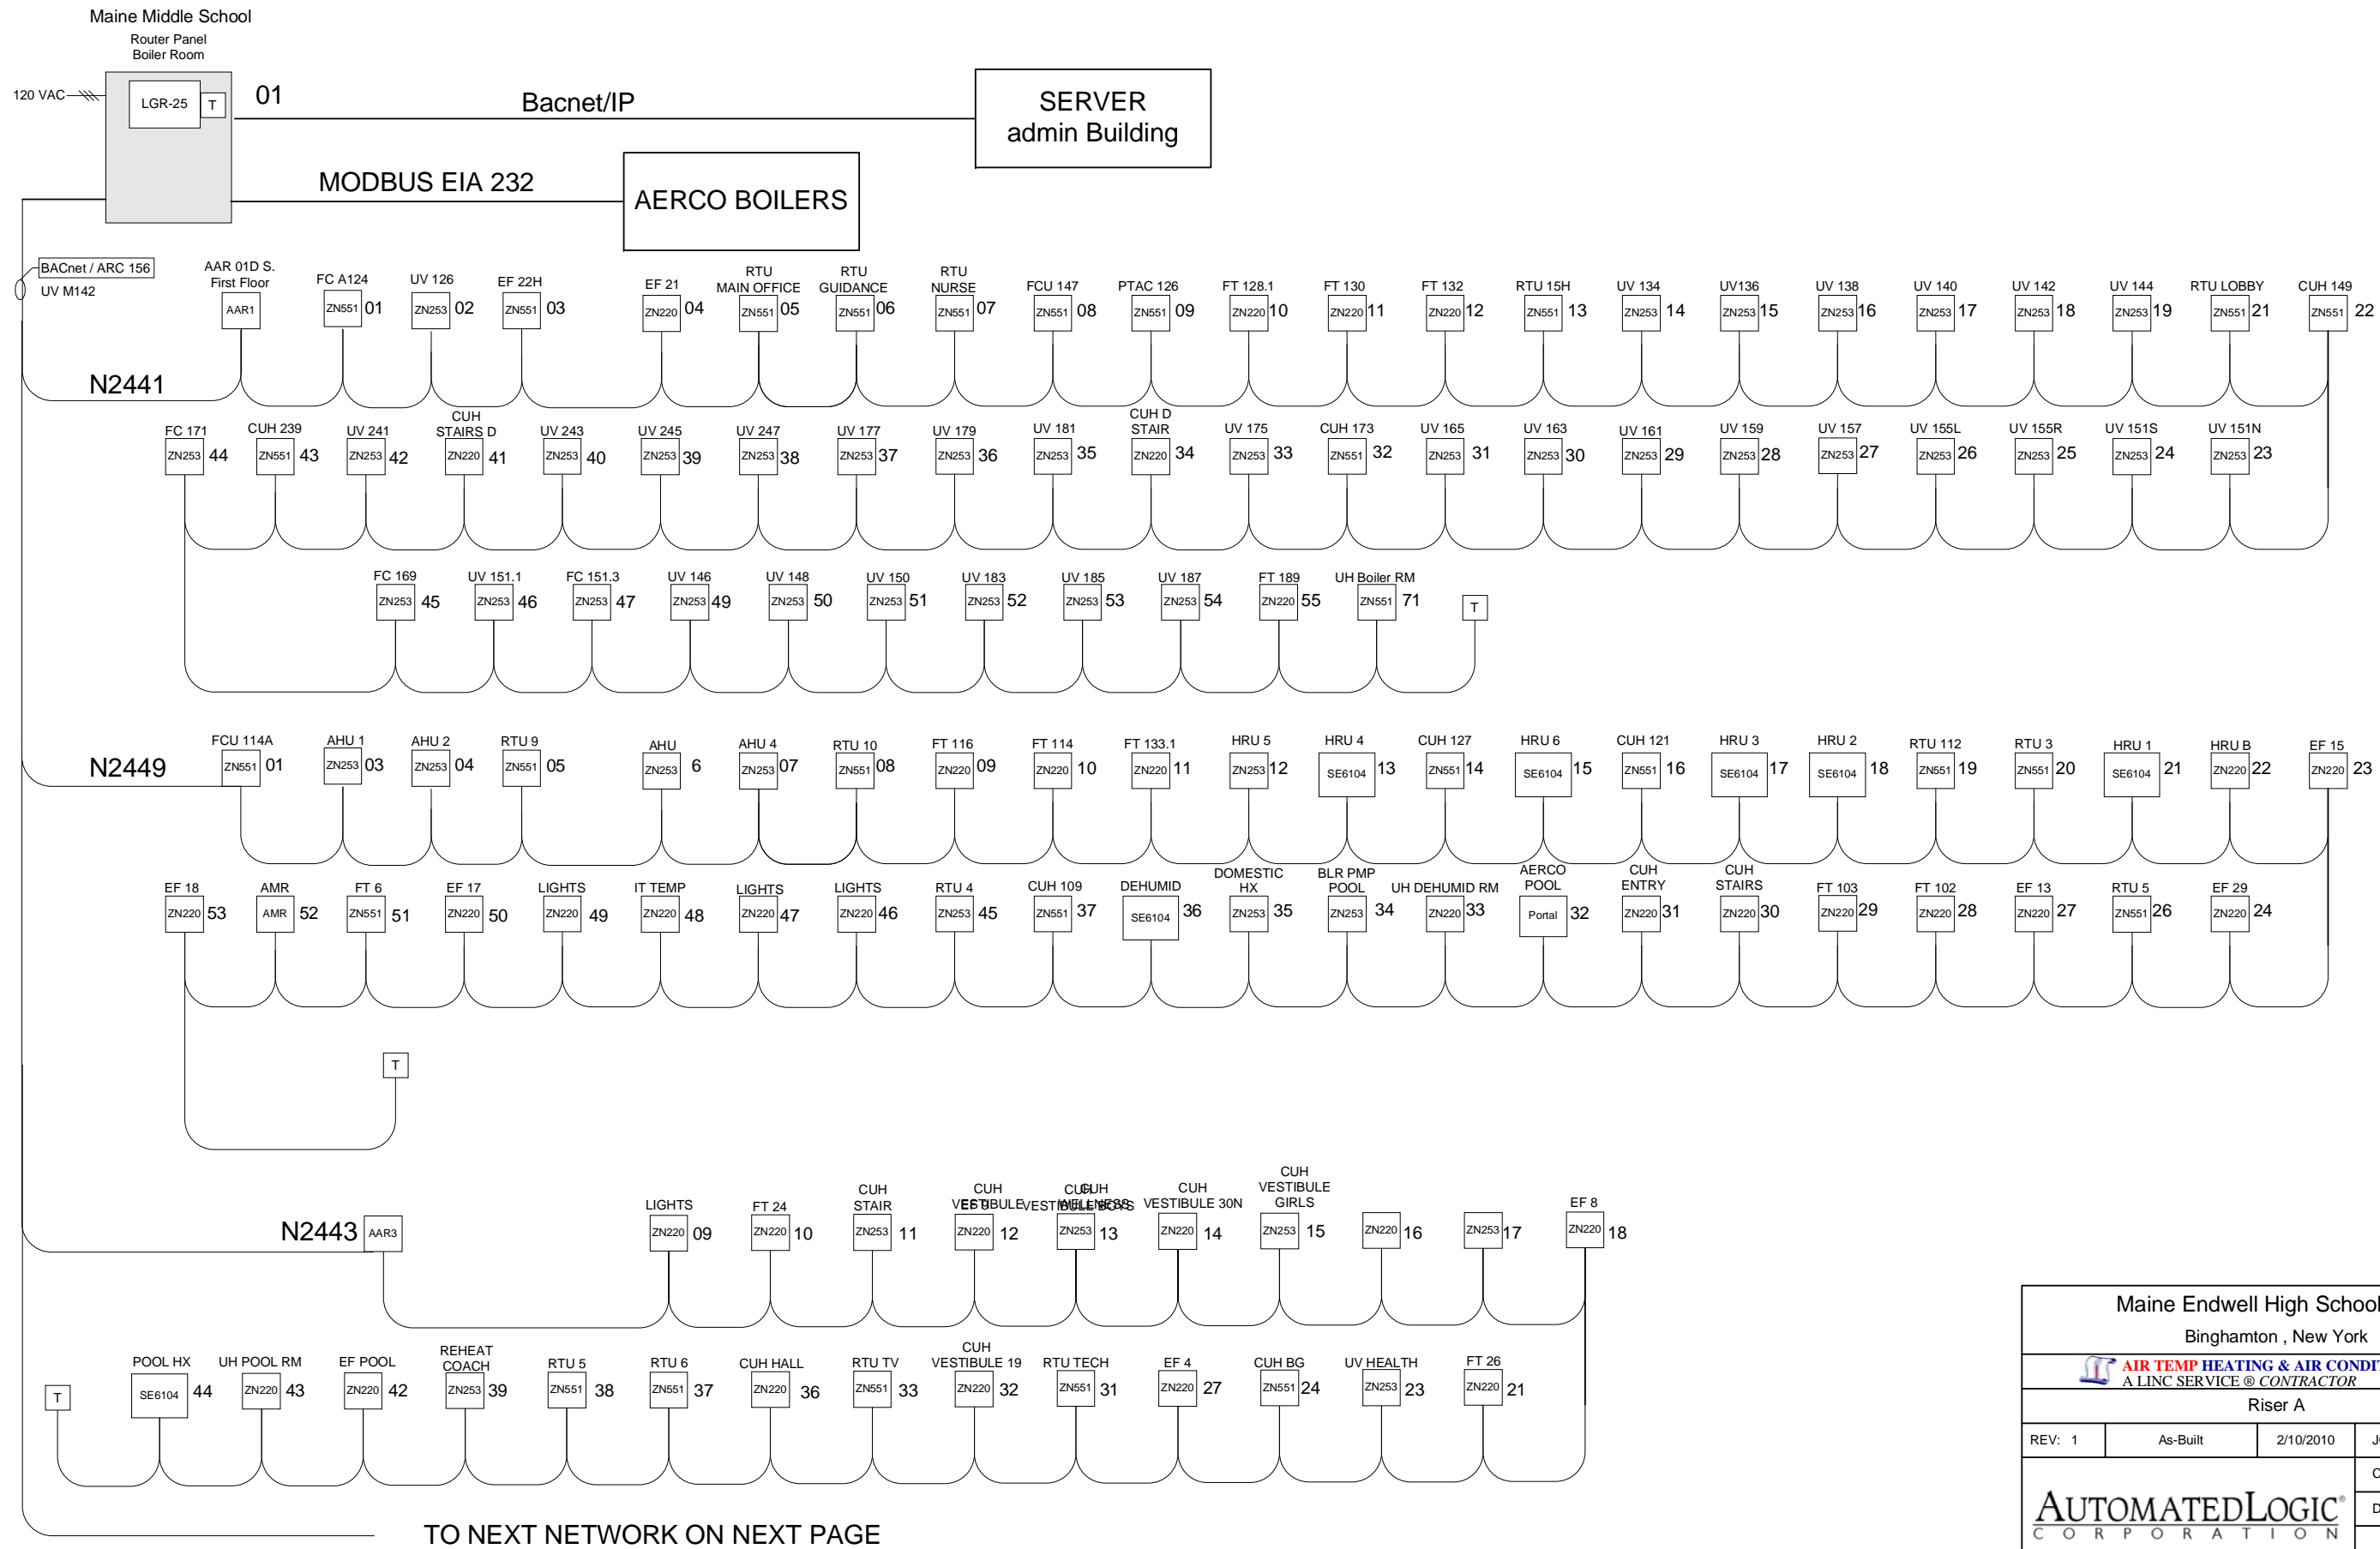 Maine Middle School
Router Panel
Boiler Room
120 VAC
LGR-25
T
01
Bacnet/IP
SERVER
admin Building
MODBUS EIA 232
AERCO BOILERS
BACnet / ARC 156
UV M142
N2441
AAR 01D S.
First Floor
AAR1
FC A124
ZN551 01
UV 126
ZN253 02
EF 22H
ZN551 03
EF 21
ZN220 04
RTU
MAIN OFFICE
ZN551 05
RTU
GUIDANCE
ZN551 06
RTU
NURSE
ZN551 07
FCU 147
ZN551 08
PTAC 126
ZN551 09
FT 128.1
ZN220 10
FT 130
ZN220 11
FT 132
ZN220 12
RTU 15H
ZN551 13
UV 134
ZN253 14
UV136
ZN253 15
UV 138
ZN253 16
UV 140
ZN253 17
UV 142
ZN253 18
UV 144
ZN253 19
RTU LOBBY
ZN551 21
CUH 149
ZN551 22
FC 171
ZN253 44
CUH 239
ZN551 43
UV 241
ZN253 42
CUH
STAIRS D
ZN220 41
UV 243
ZN253 40
UV 245
ZN253 39
UV 247
ZN253 38
UV 177
ZN253 37
UV 179
ZN253 36
UV 181
ZN253 35
CUH D
STAIR
ZN220 34
UV 175
ZN253 33
CUH 173
ZN551 32
UV 165
ZN253 31
UV 163
ZN253 30
UV 161
ZN253 29
UV 159
ZN253 28
UV 157
ZN253 27
UV 155L
ZN253 26
UV 155R
ZN253 25
UV 151S
ZN253 24
UV 151N
ZN253 23
FC 169
ZN253 45
UV 151.1
ZN253 46
FC 151.3
ZN253 47
UV 146
ZN253 49
UV 148
ZN253 50
UV 150
ZN253 51
UV 183
ZN253 52
UV 185
ZN253 53
UV 187
ZN253 54
FT 189
ZN220 55
UH Boiler RM
ZN551 71
T
N2449
FCU 114A
ZN551 01
AHU 1
ZN253 03
AHU 2
ZN253 04
RTU 9
ZN551 05
AHU
ZN253 6
AHU 4
ZN253 07
RTU 10
ZN551 08
FT 116
ZN220 09
FT 114
ZN220 10
FT 133.1
ZN220 11
HRU 5
ZN253 12
HRU 4
SE6104 13
CUH 127
ZN551 14
HRU 6
SE6104 15
CUH 121
ZN551 16
HRU 3
SE6104 17
HRU 2
SE6104 18
RTU 112
ZN551 19
RTU 3
ZN551 20
HRU 1
SE6104 21
HRU B
ZN220 22
EF 15
ZN220 23
EF 18
ZN220 53
AMR
AMR 52
FT 6
ZN551 51
EF 17
ZN220 50
LIGHTS
ZN220 49
IT TEMP
ZN220 48
LIGHTS
ZN220 47
LIGHTS
ZN220 46
RTU 4
ZN253 45
CUH 109
ZN551 37
DEHUMID
SE6104 36
DOMESTIC
HX
ZN253 35
BLR PMP
POOL
ZN253 34
UH DEHUMID RM
ZN220 33
AERCO
POOL
Portal 32
CUH
ENTRY
ZN220 31
CUH
STAIRS
ZN220 30
FT 103
ZN220 29
FT 102
ZN220 28
EF 13
ZN220 27
RTU 5
ZN551 26
EF 29
ZN220 24
T
N2443
AAR3
LIGHTS
ZN220 09
FT 24
ZN220 10
CUH
STAIR
ZN253 11
CUH
VESTIBULE
EF 9
ZN220 12
CUH
VESTIBULE BOYS
CUH
WELLNESS
ZN253 13
CUH
VESTIBULE 30N
ZN220 14
CUH
VESTIBULE
GIRLS
ZN253 15
ZN220 16
ZN253 17
EF 8
ZN220 18
T
POOL HX
SE6104 44
UH POOL RM
ZN220 43
EF POOL
ZN220 42
REHEAT
COACH
ZN253 39
RTU 5
ZN551 38
RTU 6
ZN551 37
CUH HALL
ZN220 36
RTU TV
ZN551 33
CUH
VESTIBULE 19
ZN220 32
RTU TECH
ZN551 31
EF 4
ZN220 27
CUH BG
ZN551 24
UV HEALTH
ZN253 23
FT 26
ZN220 21
TO NEXT NETWORK ON NEXT PAGE
Maine Endwell High School
Binghamton , New York
AIR TEMP HEATING & AIR CONDIT
A LINC SERVICE ® CONTRACTOR
Riser A
REV: 1
As-Built
2/10/2010
AUTOMATEDLOGIC®
CORPORATION